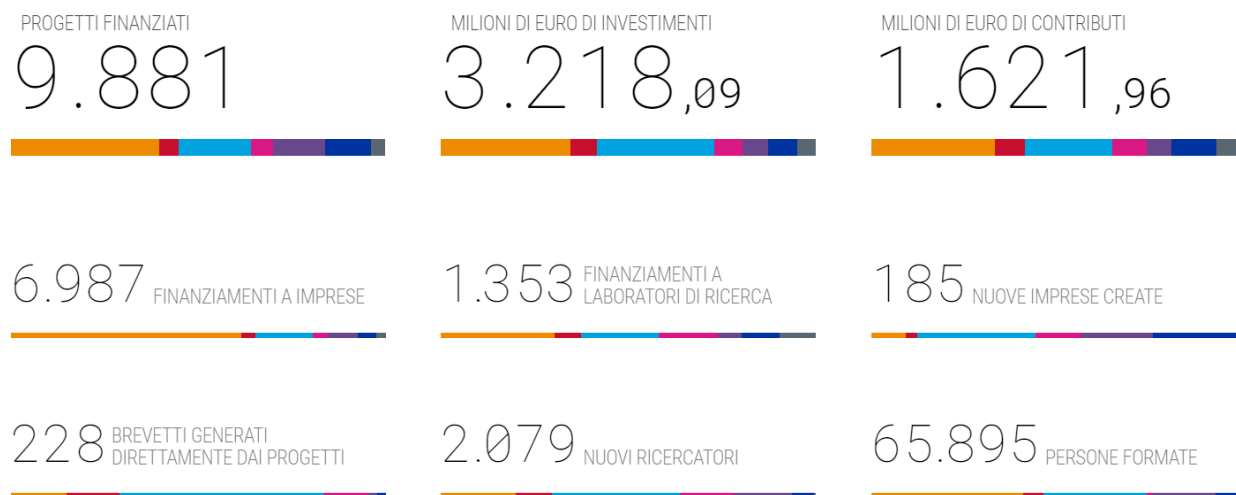 PROGETTI FINANZIATI
9.881
MILIONI DI EURO DI INVESTIMENTI
3.218,09
MILIONI DI EURO DI CONTRIBUTI
1.621,96
6.987 FINANZIAMENTI A IMPRESE
1.353 FINANZIAMENTI A
LABORATORI DI RICERCA
185 NUOVE IMPRESE CREATE
228 BREVETTI GENERATI
DIRETTAMENTE DAI PROGETTI
2.079 NUOVI RICERCATORI
65.895 PERSONE FORMATE